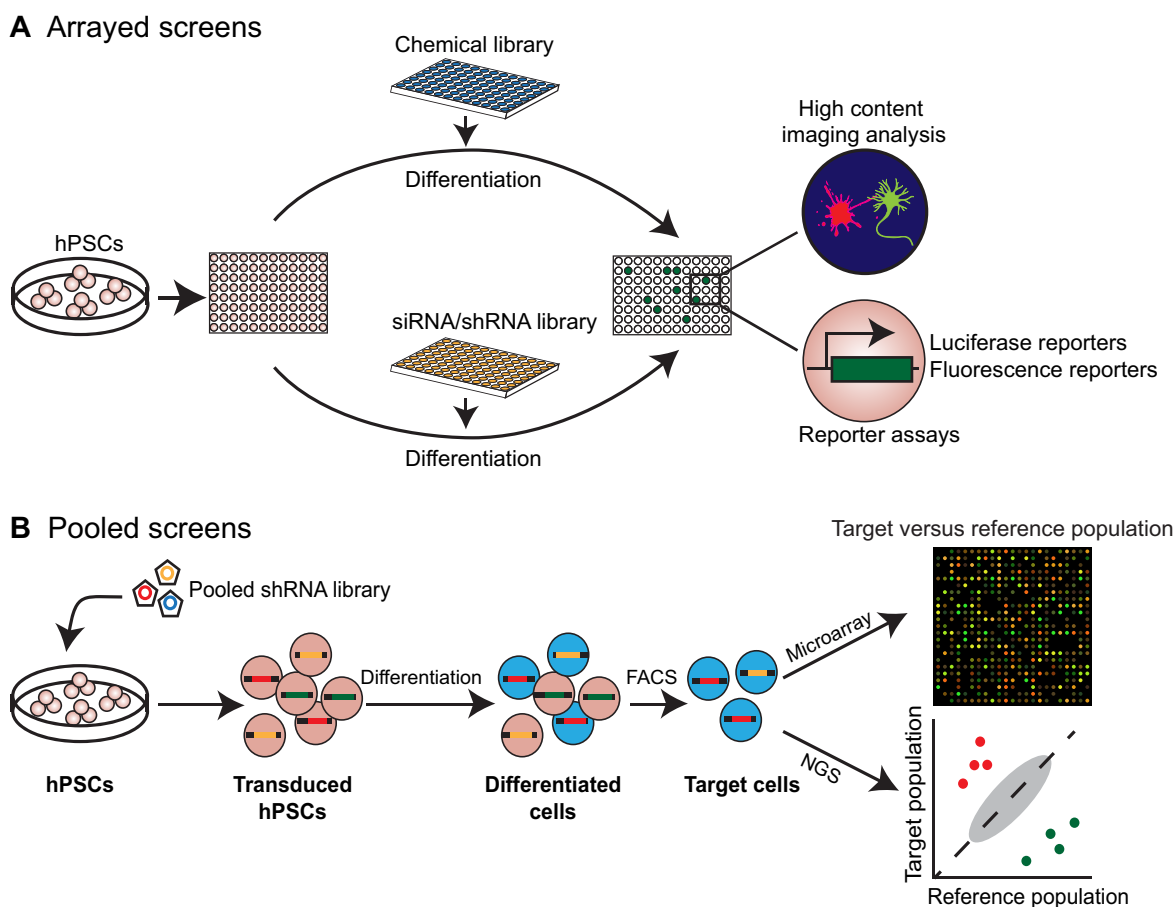 A Arrayed screens
Chemical library
Differentiation
hPSCs
siRNA/shRNA library
Differentiation
High content
imaging analysis
Luciferase reporters
Fluorescence reporters
Reporter assays
B Pooled screens
Pooled shRNA library
hPSCs
Transduced
hPSCs
Differentiation
Differentiated
cells
FACS
Target cells
Microarray
NGS
Target versus reference population
Target population
Reference population